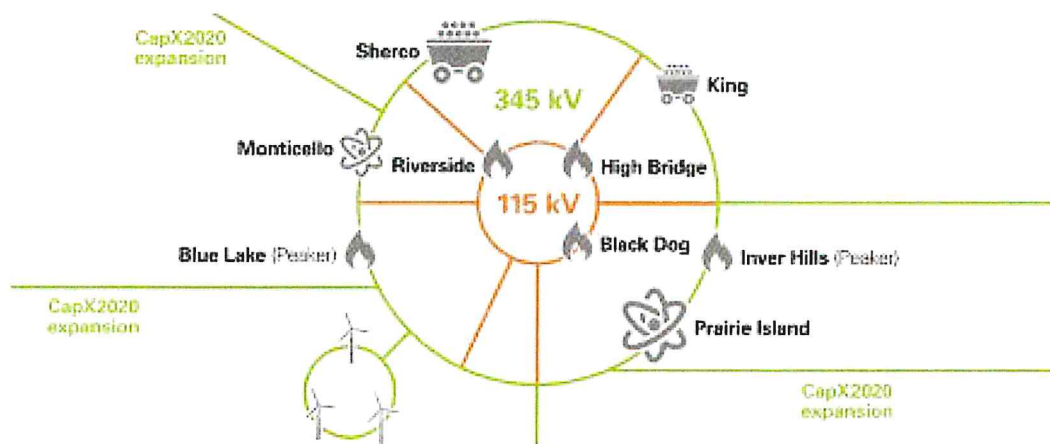 CapX2020
expansion
Sherco
345 kV
King
Monticello
Riverside
High Bridge
115 kV
Black Dog
Blue Lake (Peaker)
Inver Hills (Peaker)
CapX2020
expansion
Prairie Island
CapX2020
expansion